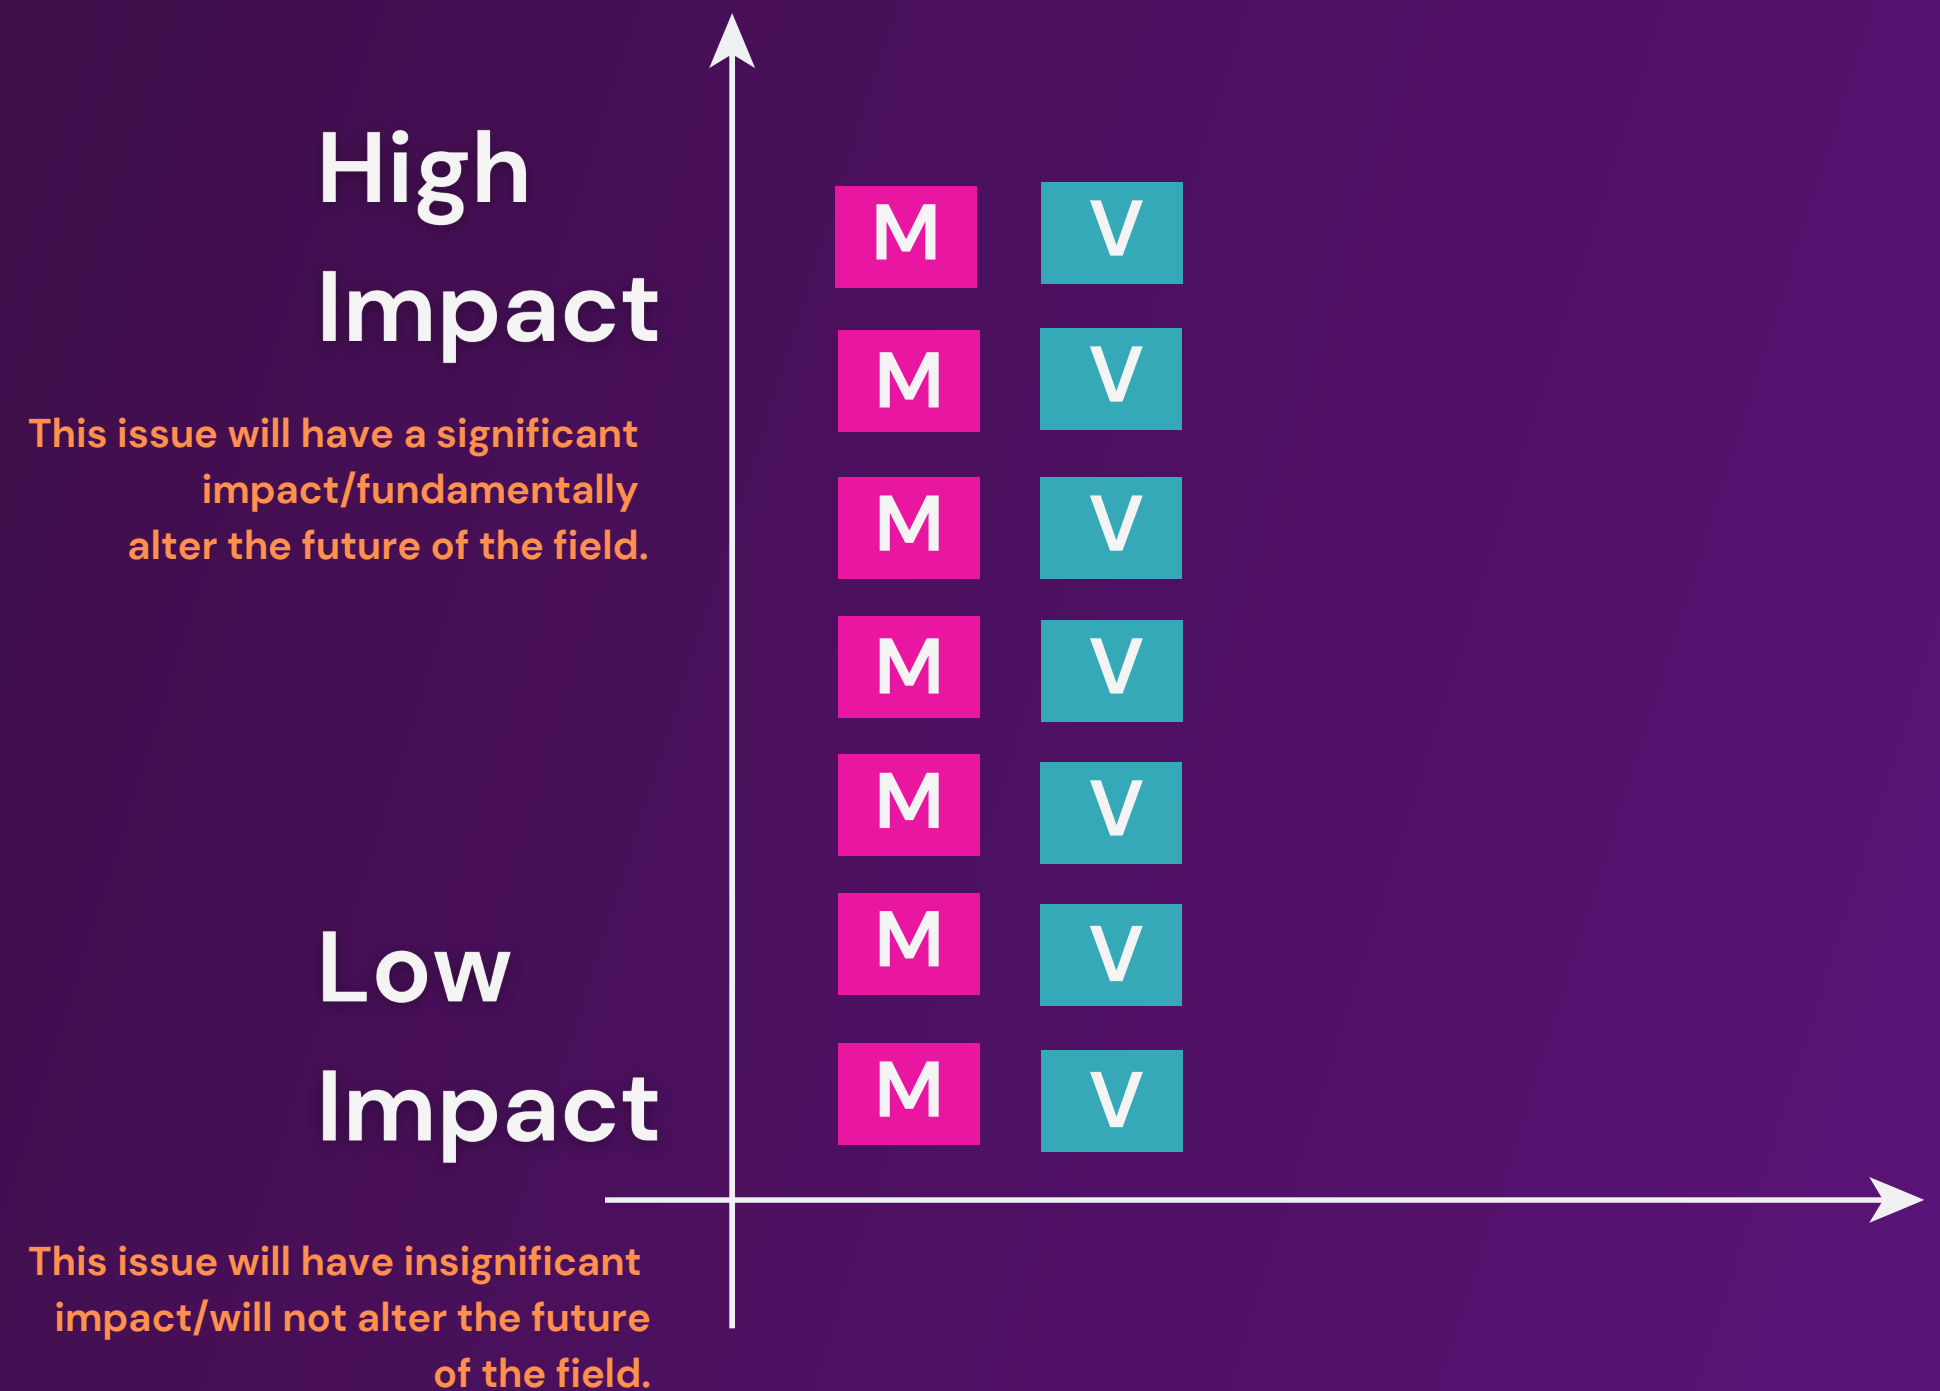 High
Impact
This issue will have a significant
impact/fundamentally
alter the future of the field.
M V
M V
M V
M V
M V
M V
M V
Low
Impact
This issue will have insignificant
impact/will not alter the future
of the field.